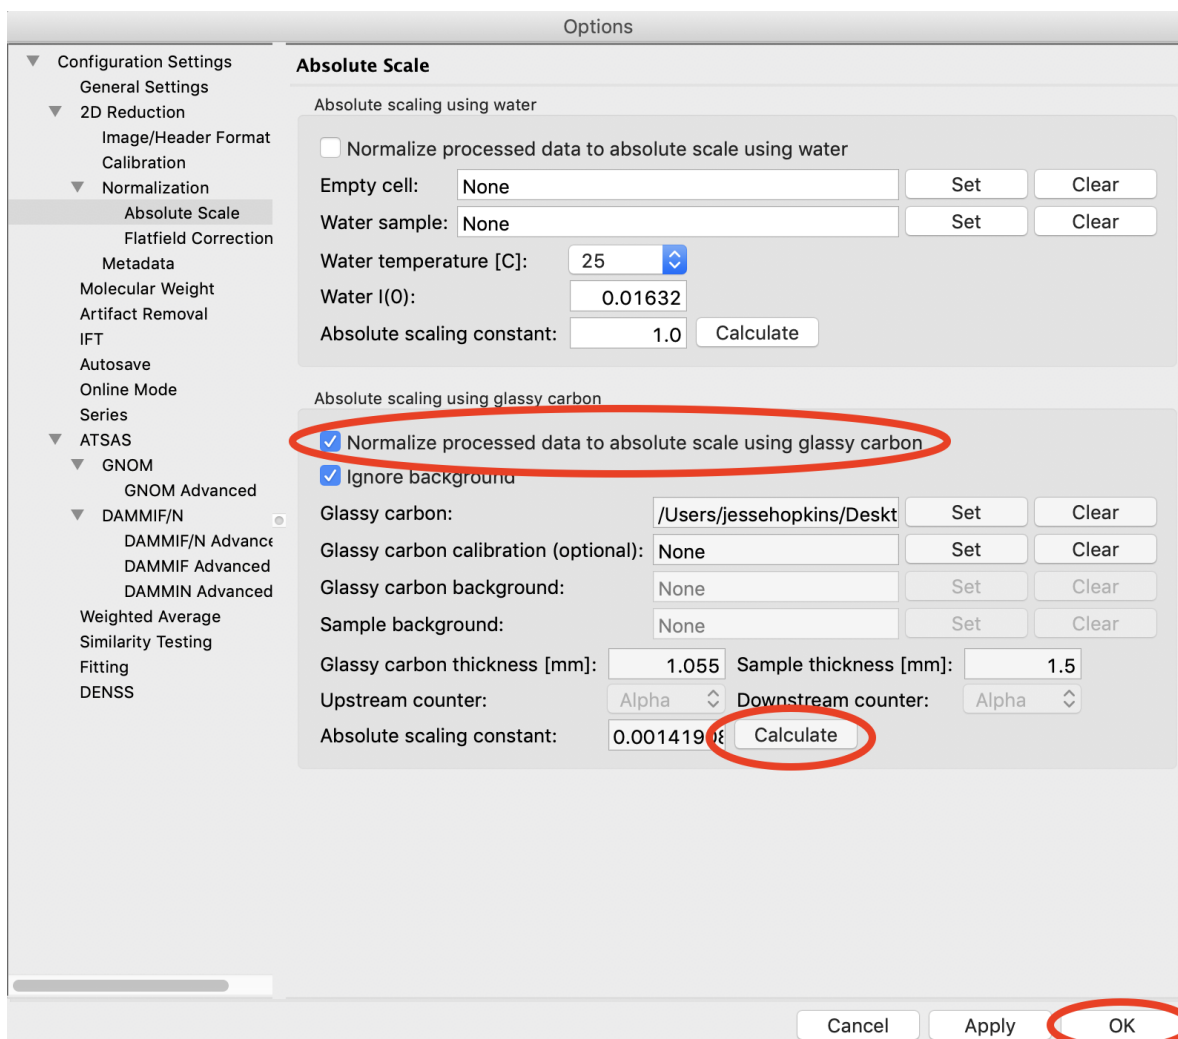 Options
Configuration Settings
General Settings
2D Reduction
Image/Header Format
Calibration
Normalization
Absolute Scale
Flatfield Correction
Metadata
Molecular Weight
Artifact Removal
IFT
Autosave
Online Mode
Series
ATSAS
GNOM
GNOM Advanced
DAMMIF/N
DAMMIF/N Advance
DAMMIF Advanced
DAMMIN Advanced
Weighted Average
Similarity Testing
Fitting
DENSS
Absolute Scale
Absolute scaling using water
Normalize processed data to absolute scale using water
Empty cell: None Set Clear
Water sample: None Set Clear
Water temperature [C]: 25
Water I(0): 0.01632
Absolute scaling constant: 1.0 Calculate
Absolute scaling using glassy carbon
Normalize processed data to absolute scale using glassy carbon
Ignore background
Glassy carbon: /Users/jessehopkins/Deskt Set Clear
Glassy carbon calibration (optional): None Set Clear
Glassy carbon background: None Set Clear
Sample background: None Set Clear
Glassy carbon thickness [mm]: 1.055 Sample thickness [mm]: 1.5
Upstream counter: Alpha Downstream counter: Alpha
Absolute scaling constant: 0.00141908 Calculate
Cancel Apply OK